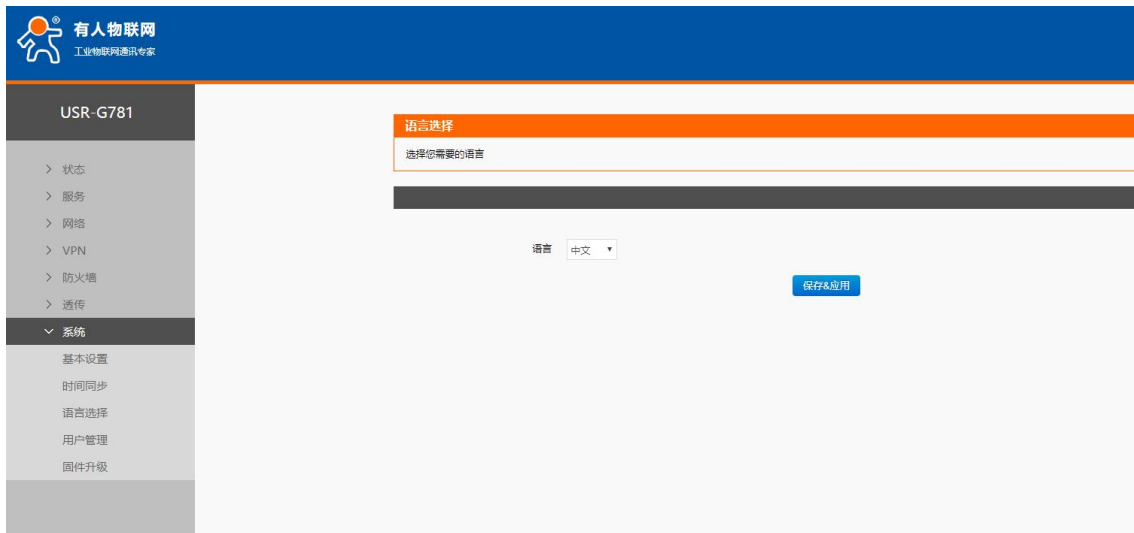 有人物联网
工业物联网通讯专家
USR-G781
状态
服务
网络
VPN
防火墙
透传
系统
基本设置
时间同步
语言选择
用户管理
固件升级
语言选择
选择您需要的语言
语言 中文
保存&应用